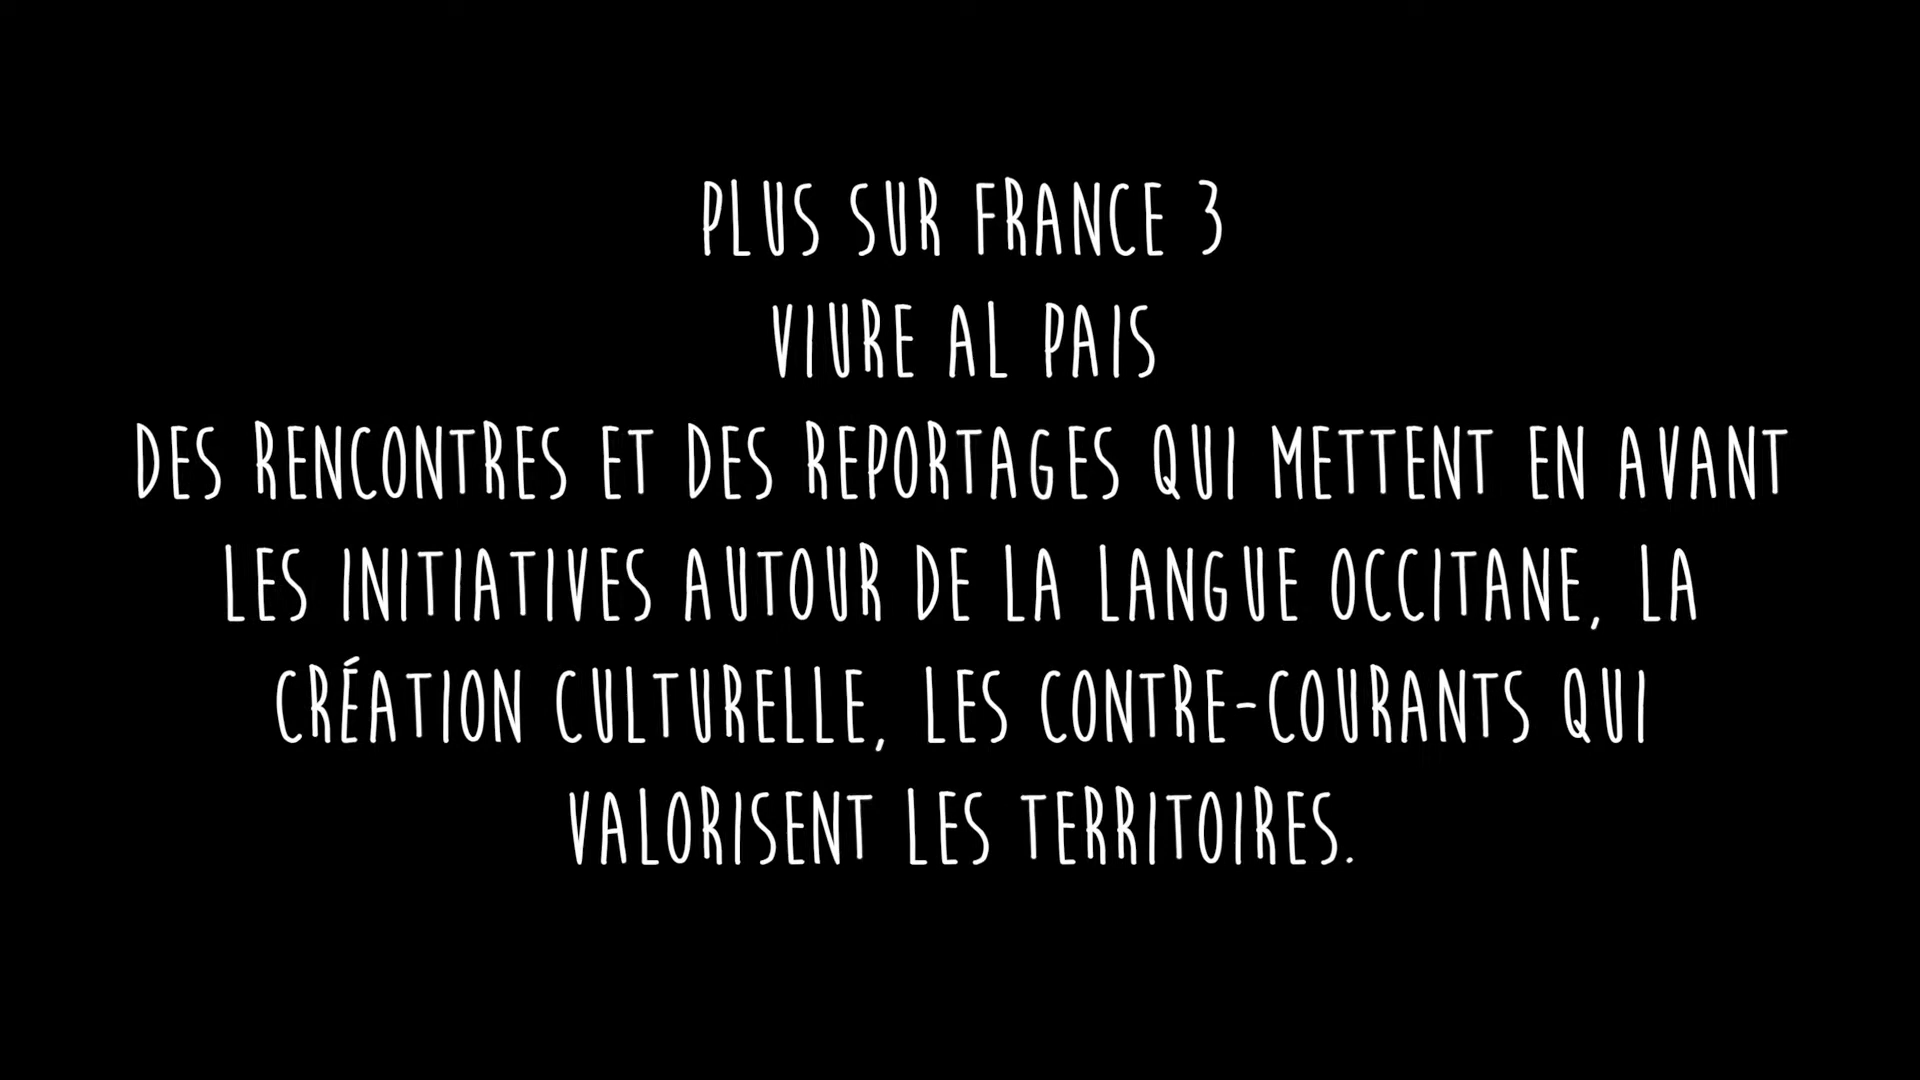 PLUS SUR FRANCE 3
VIURE AL PAIS
DES RENCONTRES ET DES REPORTAGES QUI METTENT EN AVANT
LES INITIATIVES AUTOUR DE LA LANGUE OCCITANE, LA
CRÉATION CULTURELLE, LES CONTRE-COURANTS QUI
VALORISENT LES TERRITOIRES.